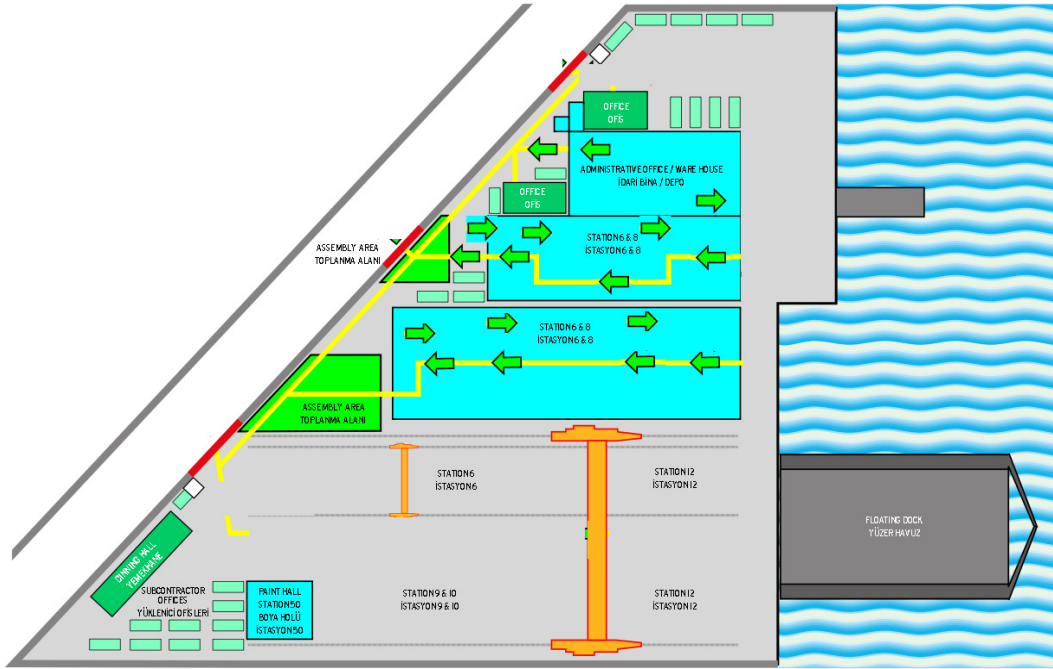 OFFICE
OFİS
ADMINISTRATIVE OFFICE / WARE HOUSE
İDARİ BİNA / DEPO
OFFICE
OFİS
ASSEMBLY AREA
TOPLANMA ALANI
STATION 6 & 8
İSTASYON 6 & 8
STATION 6 & 8
İSTASYON 6 & 8
ASSEMBLY AREA
TOPLANMA ALANI
STATION 6
İSTASYON 6
STATION 12
İSTASYON 12
FLOATING DOCK
YÜZER HAVUZ
DINNING HALL
YEMEKHANE
SUBCONTRACTOR
OFFICES
YÜKLENİCİ OFİSLERİ
PAINT HALL
STATION 50
BOYA HOLÜ
İSTASYON 50
STATION 9 & 10
İSTASYON 9 & 10
STATION 12
İSTASYON 12